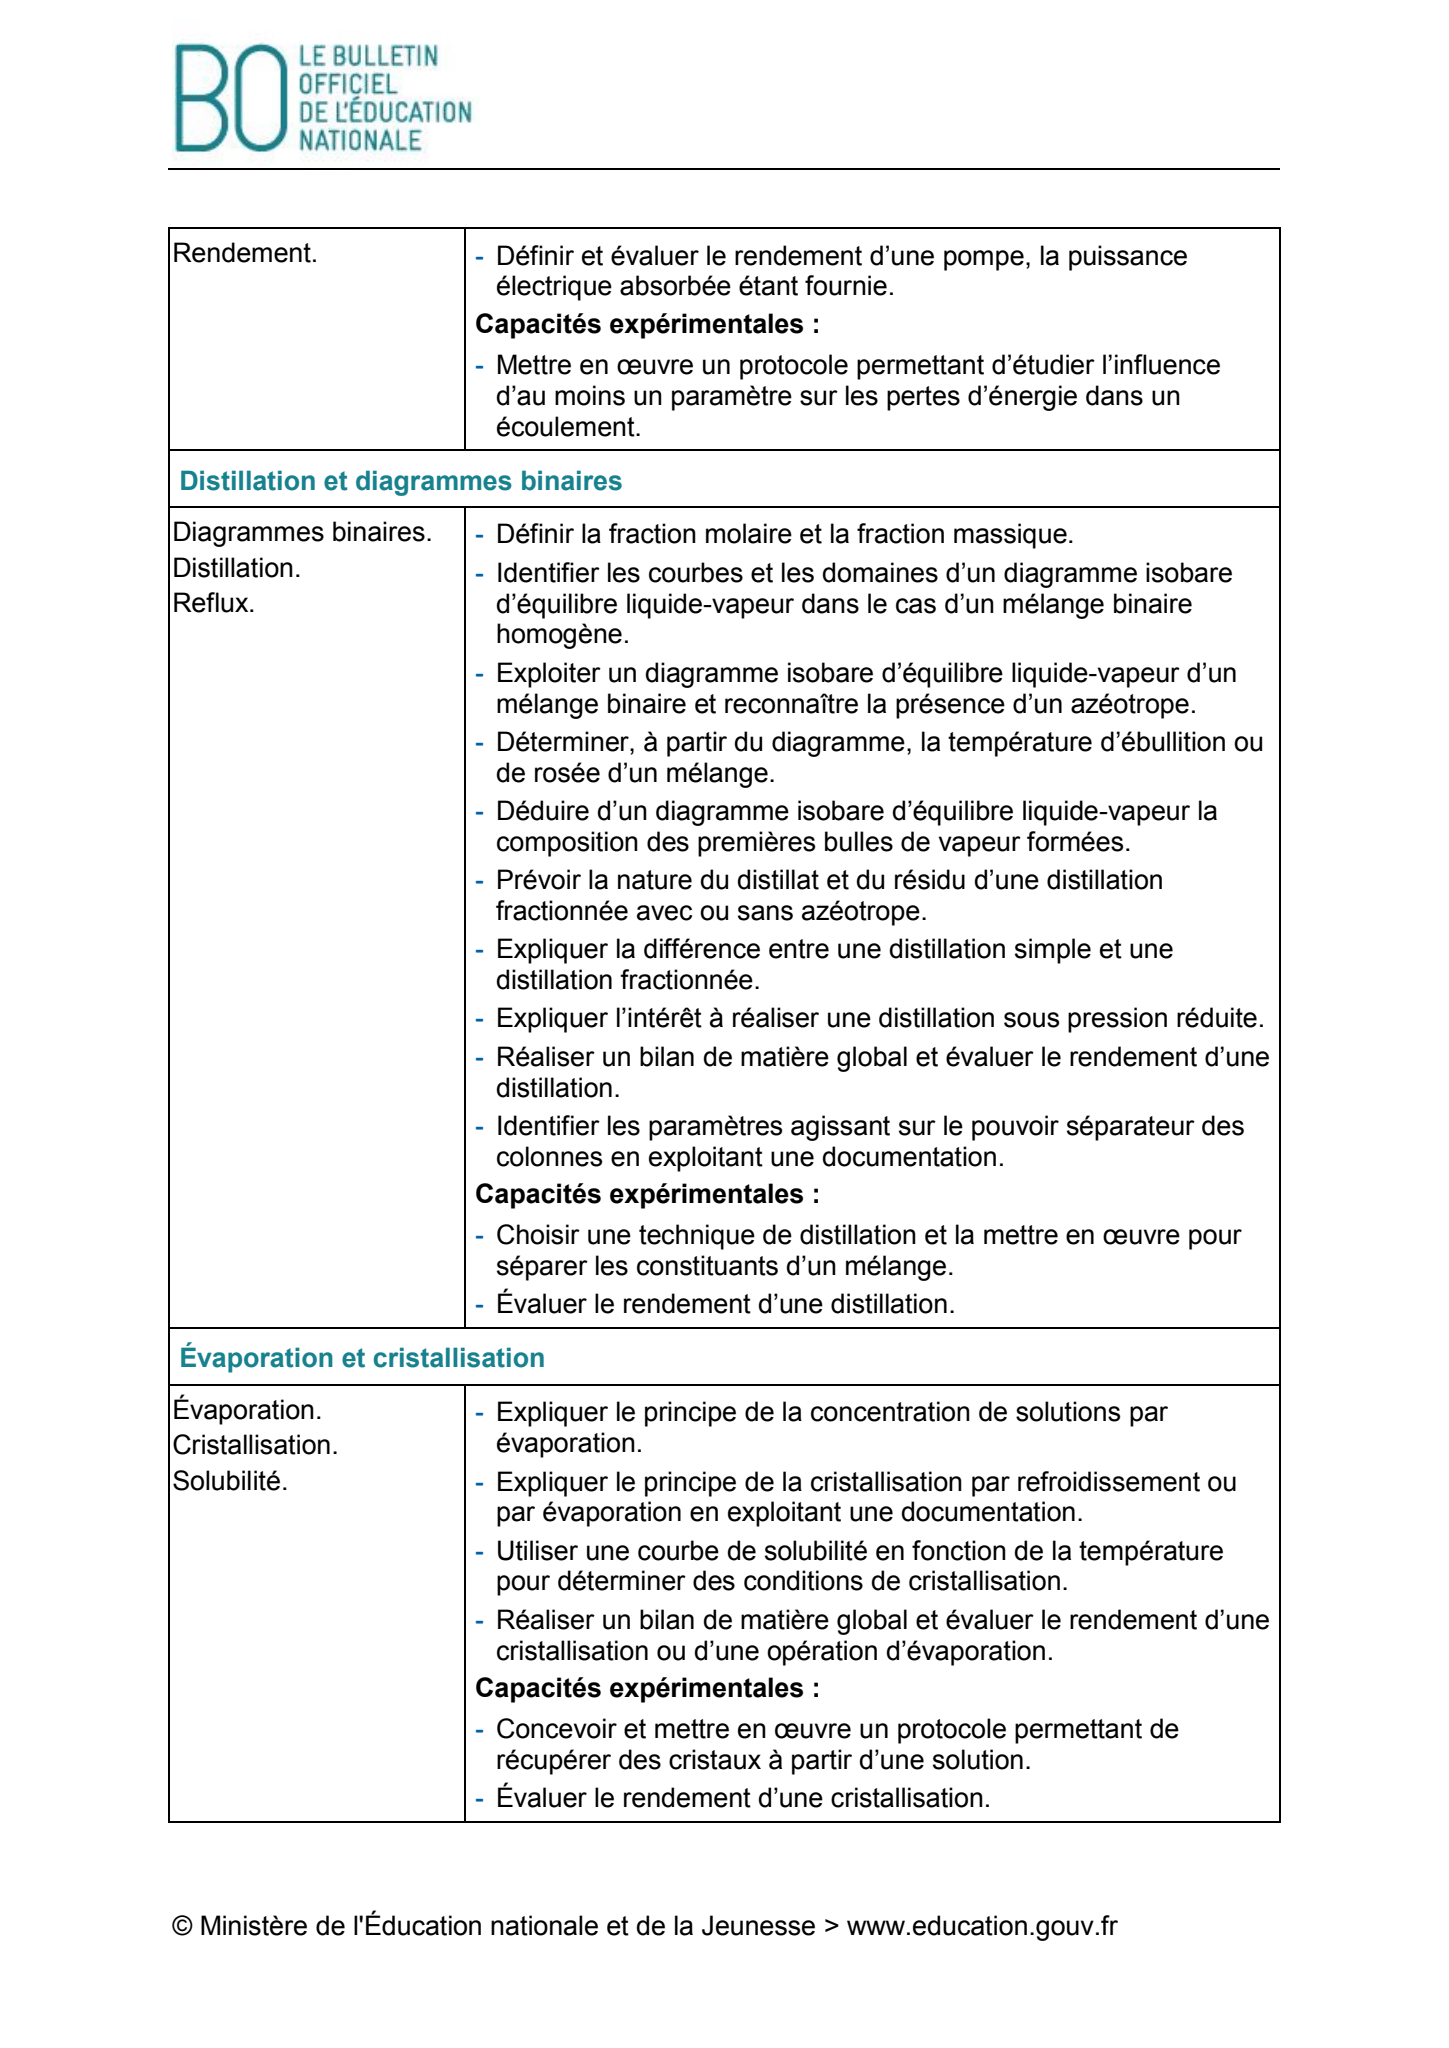 BO LE BULLETIN
OFFICIEL
DE L'ÉDUCATION
NATIONALE
Rendement.
- Définir et évaluer le rendement d’une pompe, la puissance
électrique absorbée étant fournie.
Capacités expérimentales :
- Mettre en œuvre un protocole permettant d’étudier l’influence
d’au moins un paramètre sur les pertes d’énergie dans un
écoulement.
Distillation et diagrammes binaires
Diagrammes binaires.
Distillation.
Reflux.
- Définir la fraction molaire et la fraction massique.
- Identifier les courbes et les domaines d’un diagramme isobare
d’équilibre liquide-vapeur dans le cas d’un mélange binaire
homogène.
- Exploiter un diagramme isobare d’équilibre liquide-vapeur d’un
mélange binaire et reconnaître la présence d’un azéotrope.
- Déterminer, à partir du diagramme, la température d’ébullition ou
de rosée d’un mélange.
- Déduire d’un diagramme isobare d’équilibre liquide-vapeur la
composition des premières bulles de vapeur formées.
- Prévoir la nature du distillat et du résidu d’une distillation
fractionnée avec ou sans azéotrope.
- Expliquer la différence entre une distillation simple et une
distillation fractionnée.
- Expliquer l’intérêt à réaliser une distillation sous pression réduite.
- Réaliser un bilan de matière global et évaluer le rendement d’une
distillation.
- Identifier les paramètres agissant sur le pouvoir séparateur des
colonnes en exploitant une documentation.
Capacités expérimentales :
- Choisir une technique de distillation et la mettre en œuvre pour
séparer les constituants d’un mélange.
- Évaluer le rendement d’une distillation.
Évaporation et cristallisation
Évaporation.
Cristallisation.
Solubilité.
- Expliquer le principe de la concentration de solutions par
évaporation.
- Expliquer le principe de la cristallisation par refroidissement ou
par évaporation en exploitant une documentation.
- Utiliser une courbe de solubilité en fonction de la température
pour déterminer des conditions de cristallisation.
- Réaliser un bilan de matière global et évaluer le rendement d’une
cristallisation ou d’une opération d’évaporation.
Capacités expérimentales :
- Concevoir et mettre en œuvre un protocole permettant de
récupérer des cristaux à partir d’une solution.
- Évaluer le rendement d’une cristallisation.
© Ministère de l'Éducation nationale et de la Jeunesse > www.education.gouv.fr